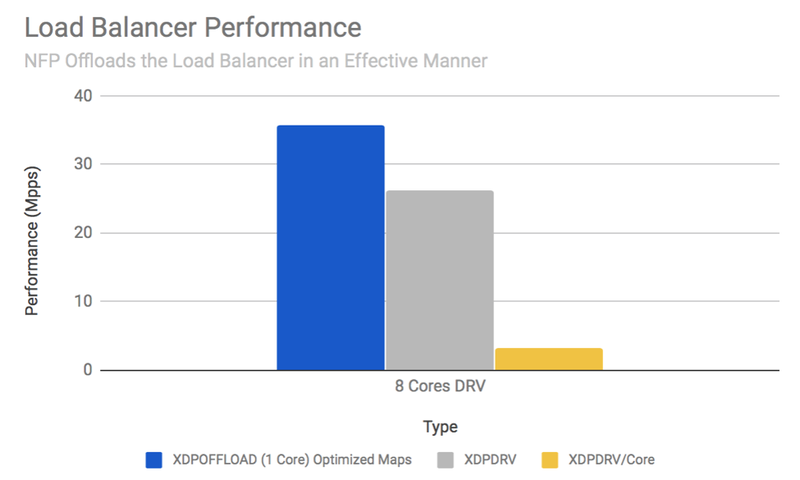 Load Balancer Performance
NFP Offloads the Load Balancer in an Effective Manner
40
30
20
10
0
Performance (Mpps)
8 Cores DRV
Type
XDPOFFLOAD (1 Core) Optimized Maps
XDPDRV
XDPDRV/Core